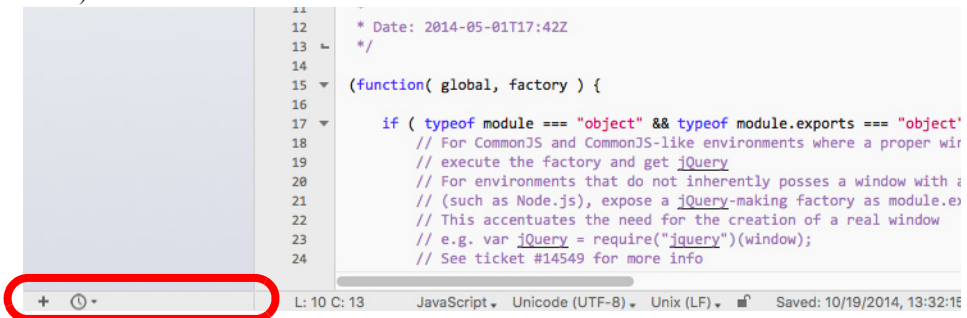 12 * Date: 2014-05-01T17:42Z
13 */
14
15 (function( global, factory ) {
16
17 if ( typeof module === "object" && typeof module.exports === "object"
18 // For CommonJS and CommonJS-like environments where a proper
19 // execute the factory and get jQuery
20 // For environments that do not inherently posses a window with
21 // (such as Node.js), expose a jQuery-making factory as
22 // This accentuates the need for the creation of a real window
23 // e.g. var jQuery = require("jquery")(window);
24 // See ticket #14549 for more info
L: 10 C: 13 JavaScript Unicode (UTF-8) Unix (LF) Saved: 10/19/2014, 13:32:15